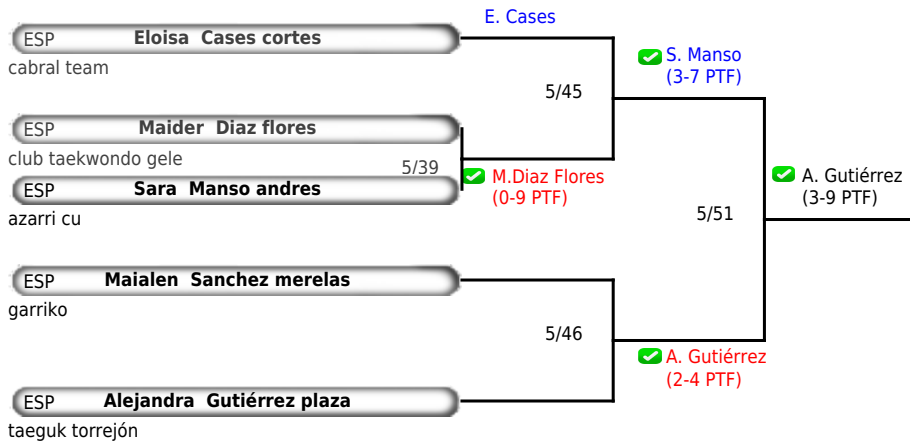 E. Cases
ESP Eloisa Cases cortes
cabral team
S. Manso
(3-7 PTF)
5/45
ESP Maider Diaz flores
club taekwondo gele
5/39
M.Diaz Flores
(0-9 PTF)
ESP Sara Manso andres
azarri cu
A. Gutiérrez
(3-9 PTF)
5/51
ESP Maialen Sanchez merelas
garriko
5/46
A. Gutiérrez
(2-4 PTF)
ESP Alejandra Gutiérrez plaza
taeguk torrejón